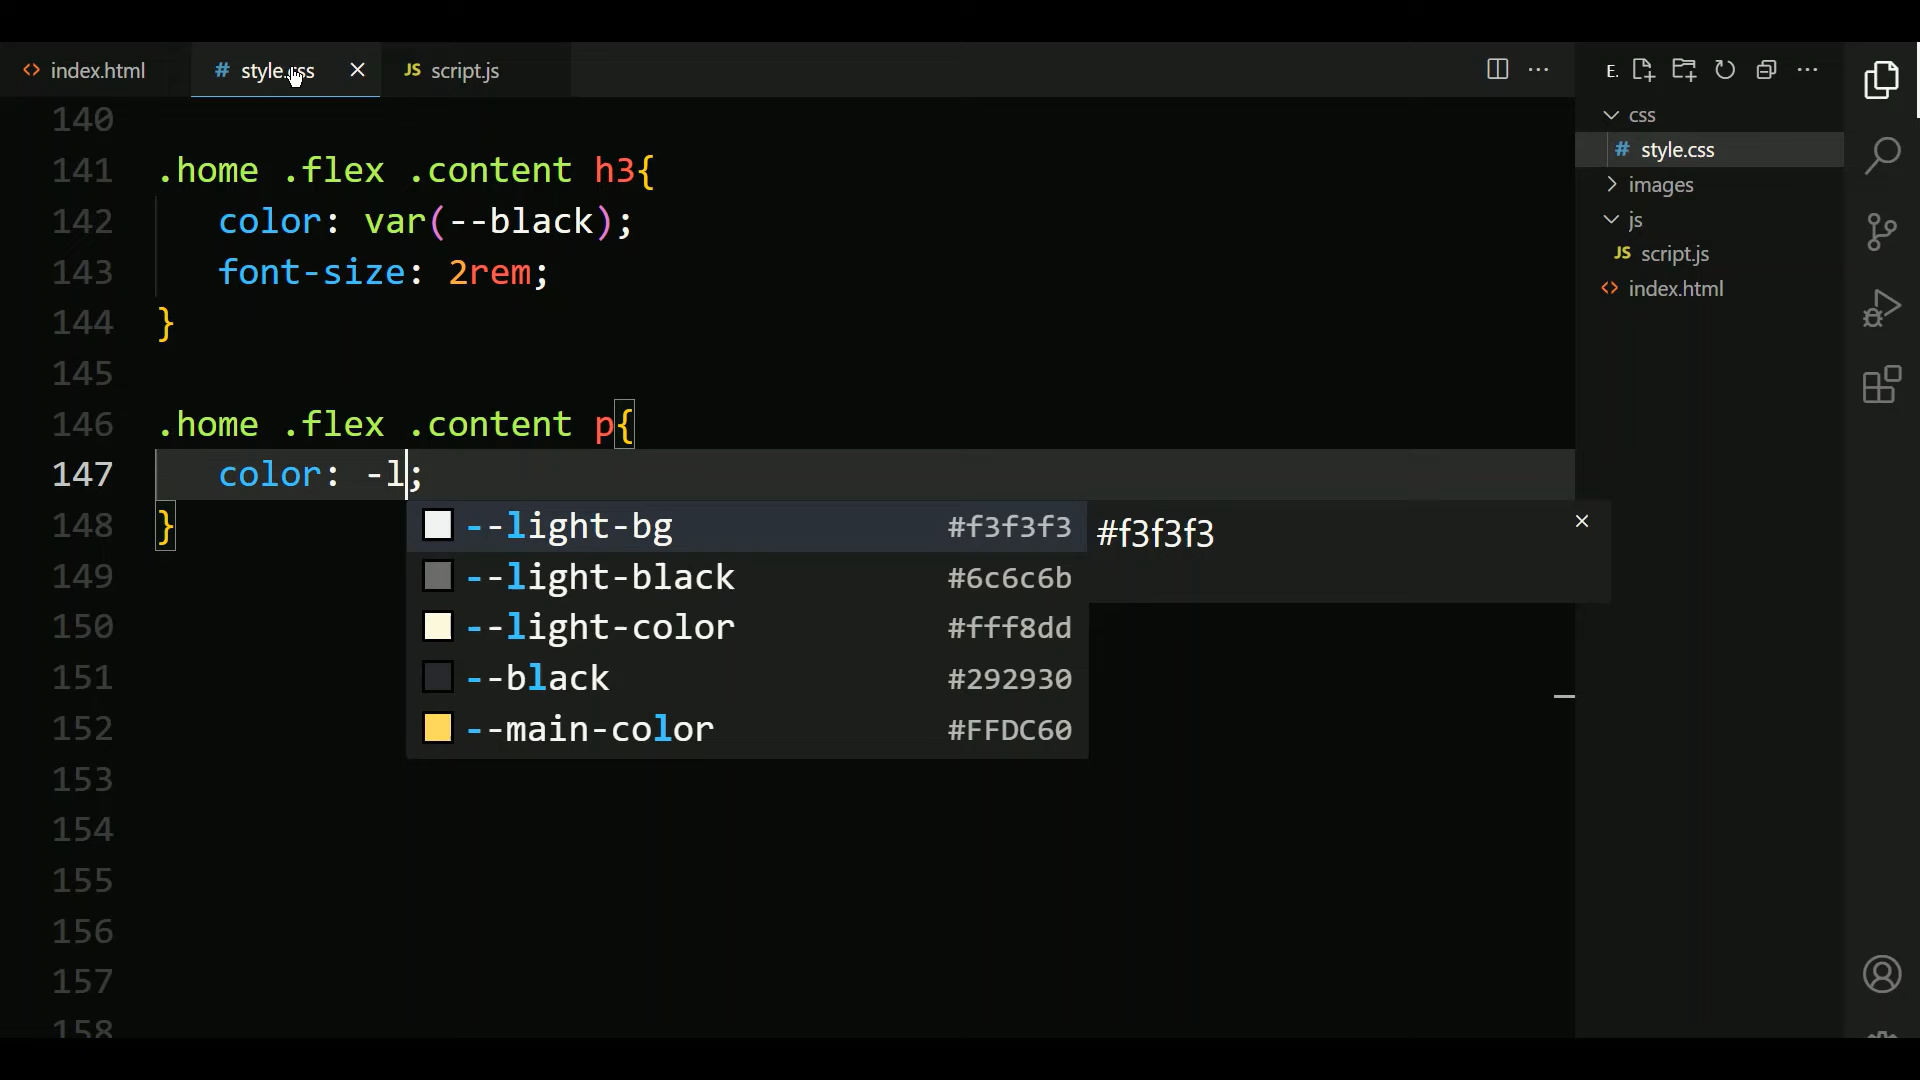 index.html
# style.css
JS script.js
E.
140
141 .home .flex .content h3{
142 color: var(--black);
143 font-size: 2rem;
144 }
145
146 .home .flex .content p{
147 color: -l;
148 }
149
150
151
152
153
154
155
156
157
158
--light-bg #f3f3f3
--light-black #6c6c6b
--light-color #fff8dd
--black #292930
--main-color #FFDC60
#f3f3f3
css
# style.css
images
js
JS script.js
index.html